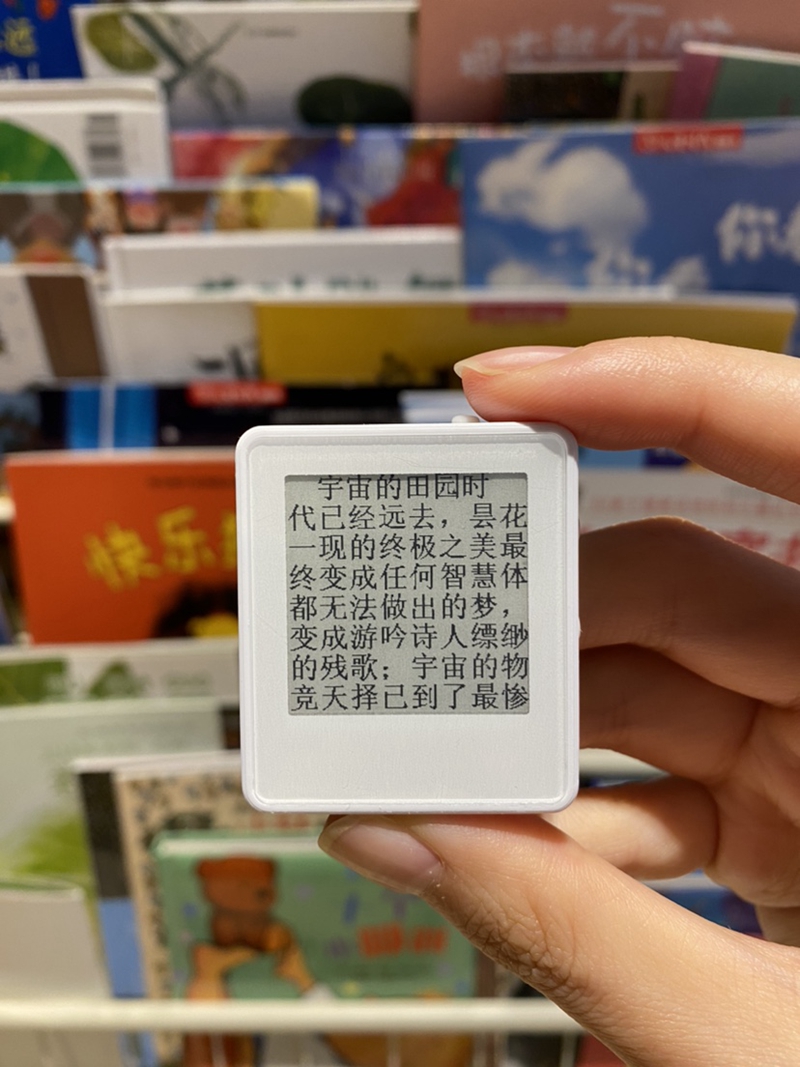 宇宙的田园时
代已经远去，昙花
一现的终极之美最
终变成任何智慧体
都无法做出的梦，
变成游吟诗人缥缈
的残歌；宇宙的物
竞天择已到了最惨
快乐
你